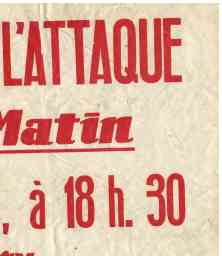 L'ATTAQUE
Matin
, à 18 h. 30